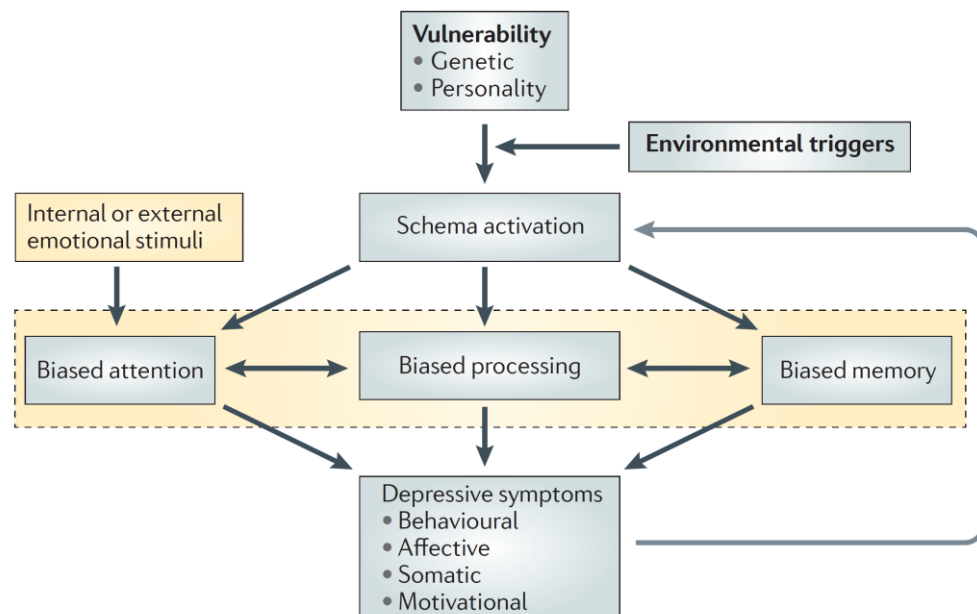 Vulnerability
• Genetic
• Personality
Environmental triggers
Internal or external
emotional stimuli
Schema activation
Biased attention
Biased processing
Biased memory
Depressive symptoms
• Behavioural
• Affective
• Somatic
• Motivational